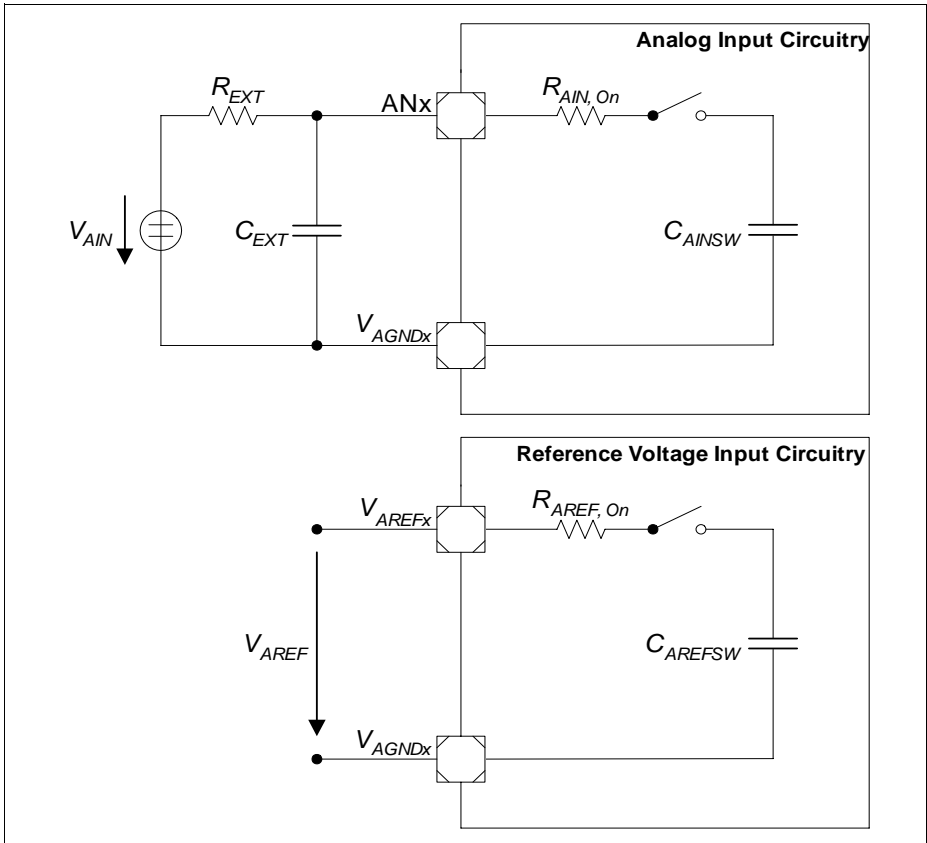 Analog Input Circuitry
R_EXT
ANx
R_AIN, On
V_AIN
C_EXT
C_AINSW
V_AGNDx
Reference Voltage Input Circuitry
V_AREFx
R_AREF, On
V_AREF
C_AREFSW
V_AGNDx